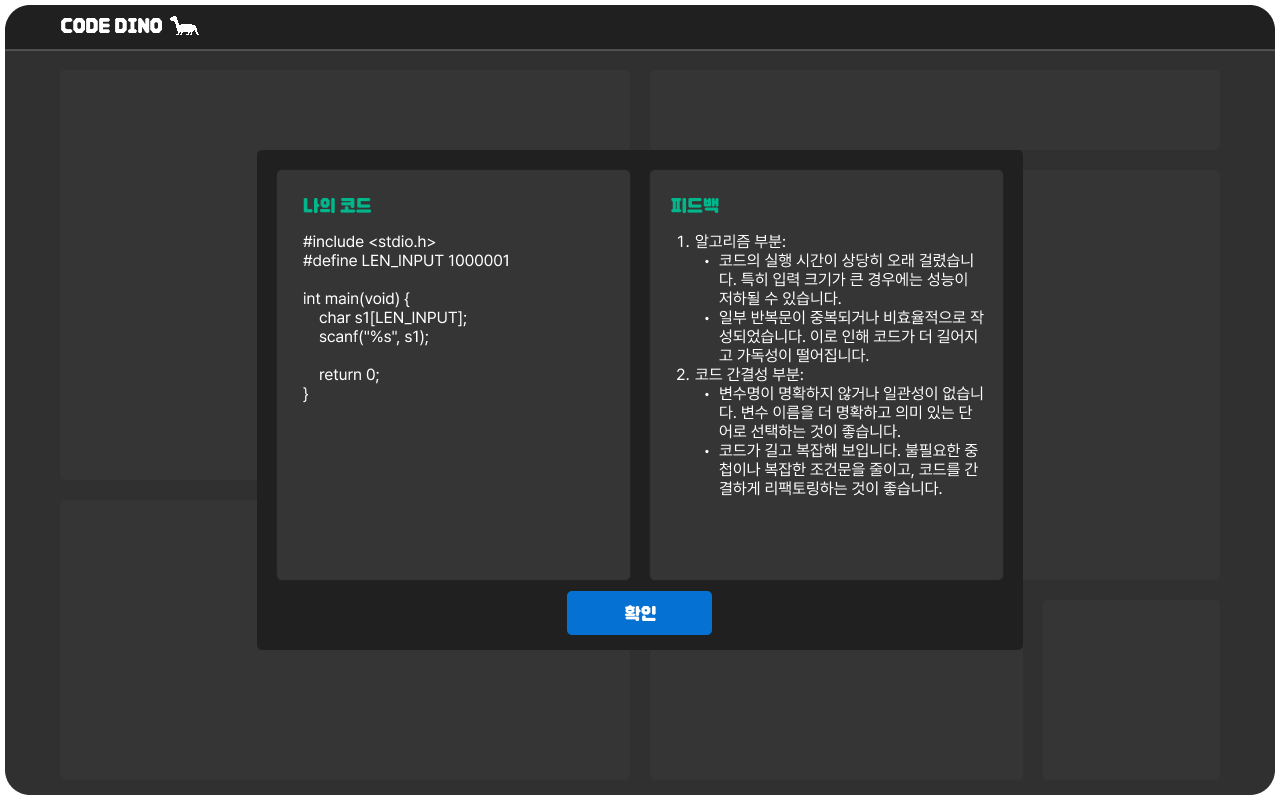 CODE DINO
나의 코드
#include <stdio.h>
#define LEN_INPUT 1000001
int main(void) {
    char s1[LEN_INPUT];
    scanf("%s", s1);
    return 0;
}
피드백
1. 알고리즘 부분:
• 코드의 실행 시간이 상당히 오래 걸렸습니
다. 특히 입력 크기가 큰 경우에는 성능이
저하될 수 있습니다.
• 일부 반복문이 중복되거나 비효율적으로 작
성되었습니다. 이로 인해 코드가 더 길어지
고 가독성이 떨어집니다.
2. 코드 간결성 부분:
• 변수명이 명확하지 않거나 일관성이 없습니
다. 변수 이름을 더 명확하고 의미 있는 단
어로 선택하는 것이 좋습니다.
• 코드가 길고 복잡해 보입니다. 불필요한 중
첩이나 복잡한 조건문을 줄이고, 코드를 간
결하게 리팩토링하는 것이 좋습니다.
확인